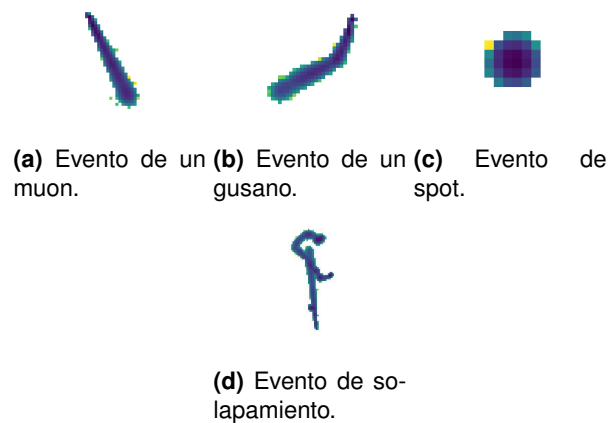 (a) Evento de un
muon.
(b) Evento de un
gusano.
(c) Evento de
spot.
(d) Evento de so-
lapamiento.